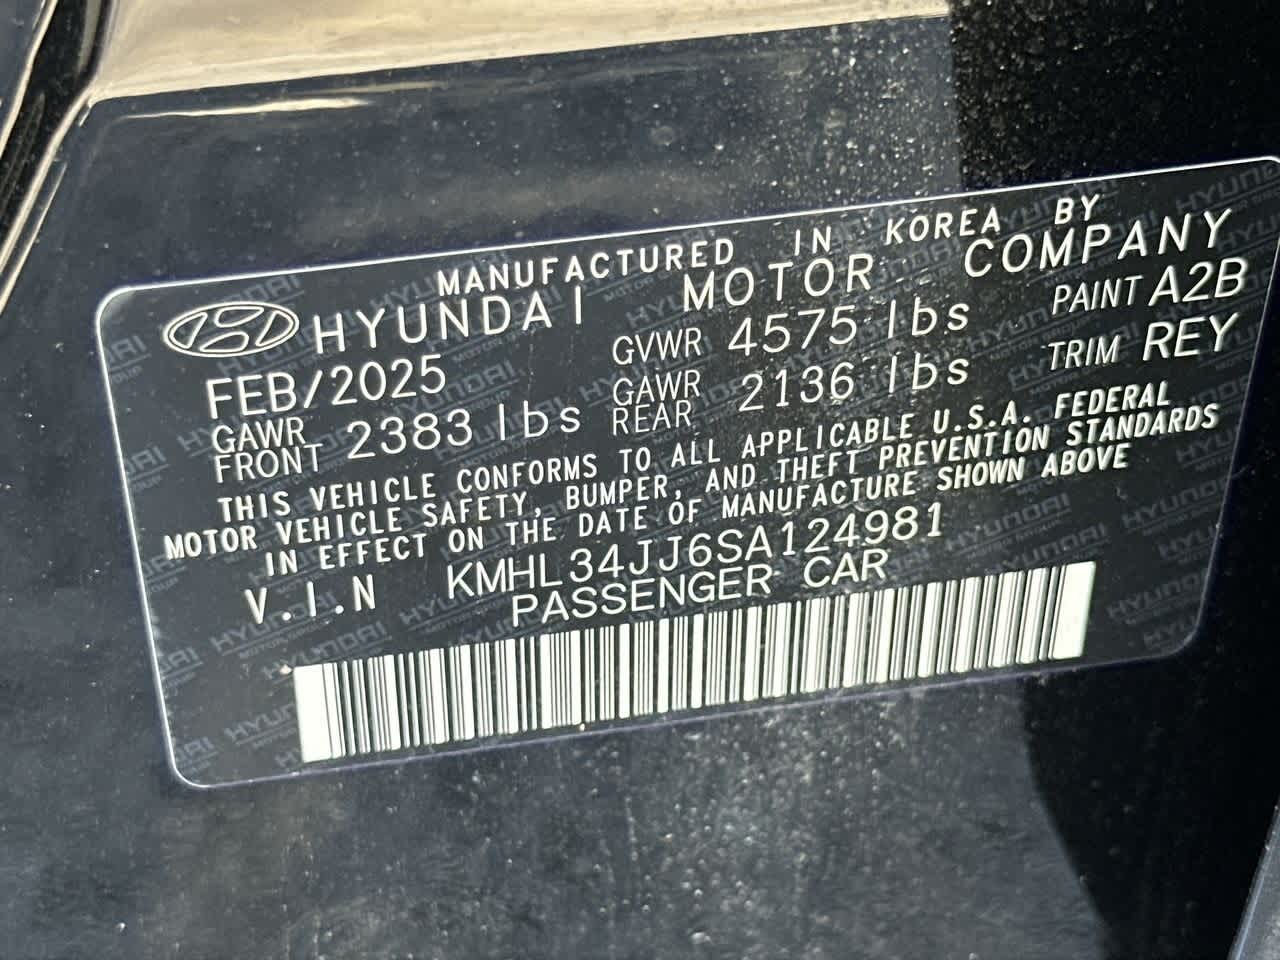 MANUFACTURED IN KOREA BY
HYUNDAI MOTOR COMPANY
FEB/2025 GVWR 4575 lbs PAINT A2B
GAWR FRONT 2383 lbs GAWR REAR 2136 lbs TRIM REY
THIS VEHICLE CONFORMS TO ALL APPLICABLE U.S.A. FEDERAL
MOTOR VEHICLE SAFETY, BUMPER, AND THEFT PREVENTION STANDARDS
IN EFFECT ON THE DATE OF MANUFACTURE SHOWN ABOVE
V.I.N KMHL34JJ6SA124981
PASSENGER CAR